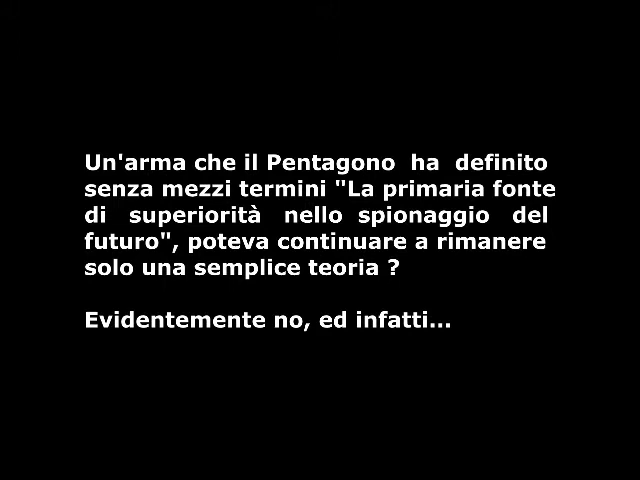 Un'arma che il Pentagono ha definito
senza mezzi termini "La primaria fonte
di superiorità nello spionaggio del
futuro", poteva continuare a rimanere
solo una semplice teoria ?
Evidentemente no, ed infatti...